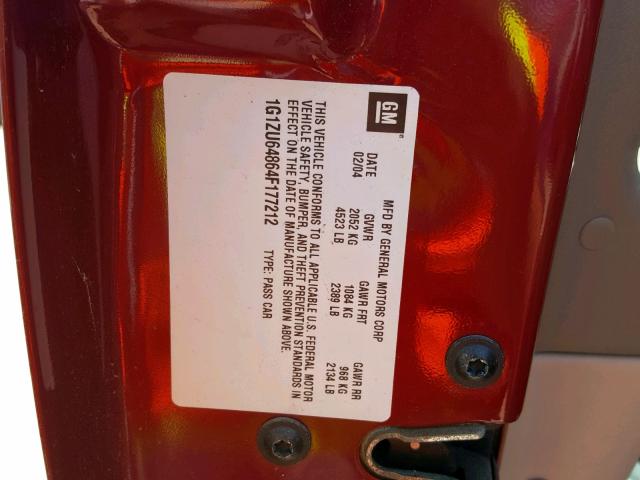 GM
MFD BY GENERAL MOTORS CORP
DATE GVWR GAWR FRT GAWR RR
02/04 2052 KG 1084 KG 968 KG
4523 LB 2389 LB 2134 LB
THIS VEHICLE CONFORMS TO ALL APPLICABLE U.S. FEDERAL MOTOR
VEHICLE SAFETY, BUMPER, AND THEFT PREVENTION STANDARDS IN
EFFECT ON THE DATE OF MANUFACTURE SHOWN ABOVE.
1G1ZU64864F177212 TYPE: PASS CAR